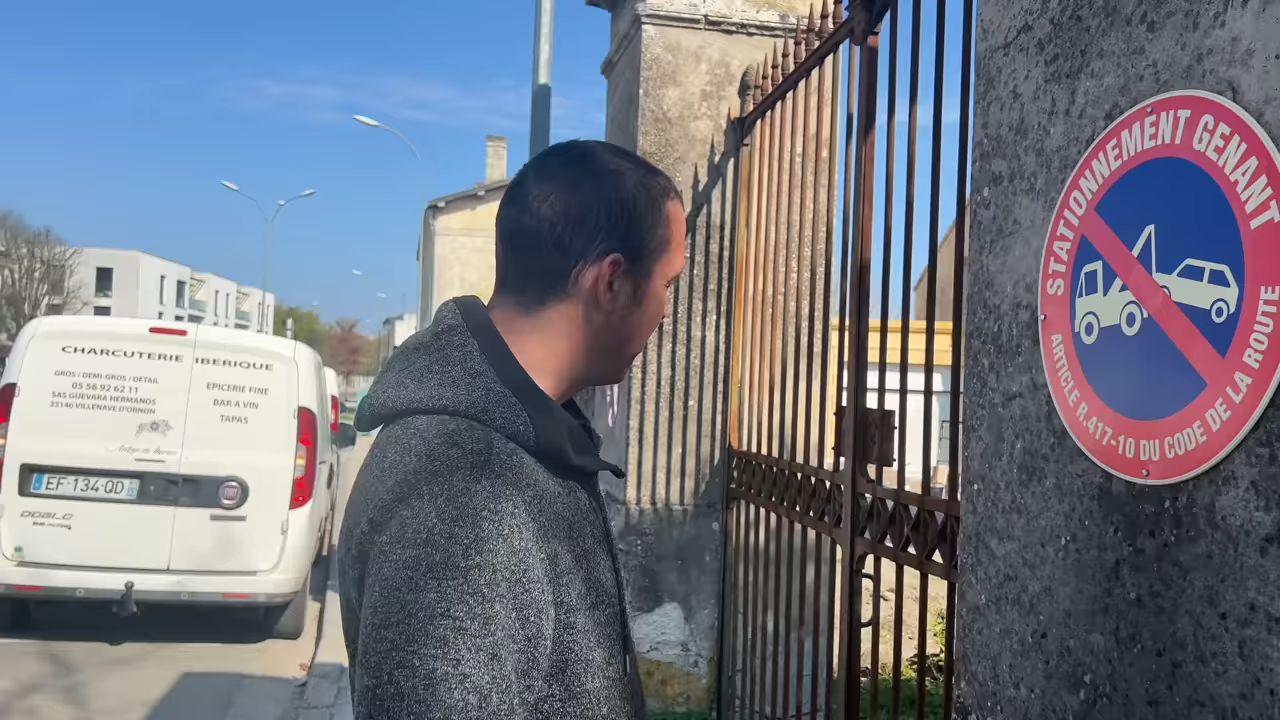 CHARCUTERIE IBERIQUE
GROS / DEMI-GROS / DETAIL
05 56 92 62 11
SAS GUEVARA HERMANOS
33140 VILLENAVE D'ORNON
EPICERIE FINE
BAR A VIN
TAPAS
EF-134-QD
FIAT
DOBLO
STATIONNEMENT GENANT
ARTICLE R.417-10 DU CODE DE LA ROUTE